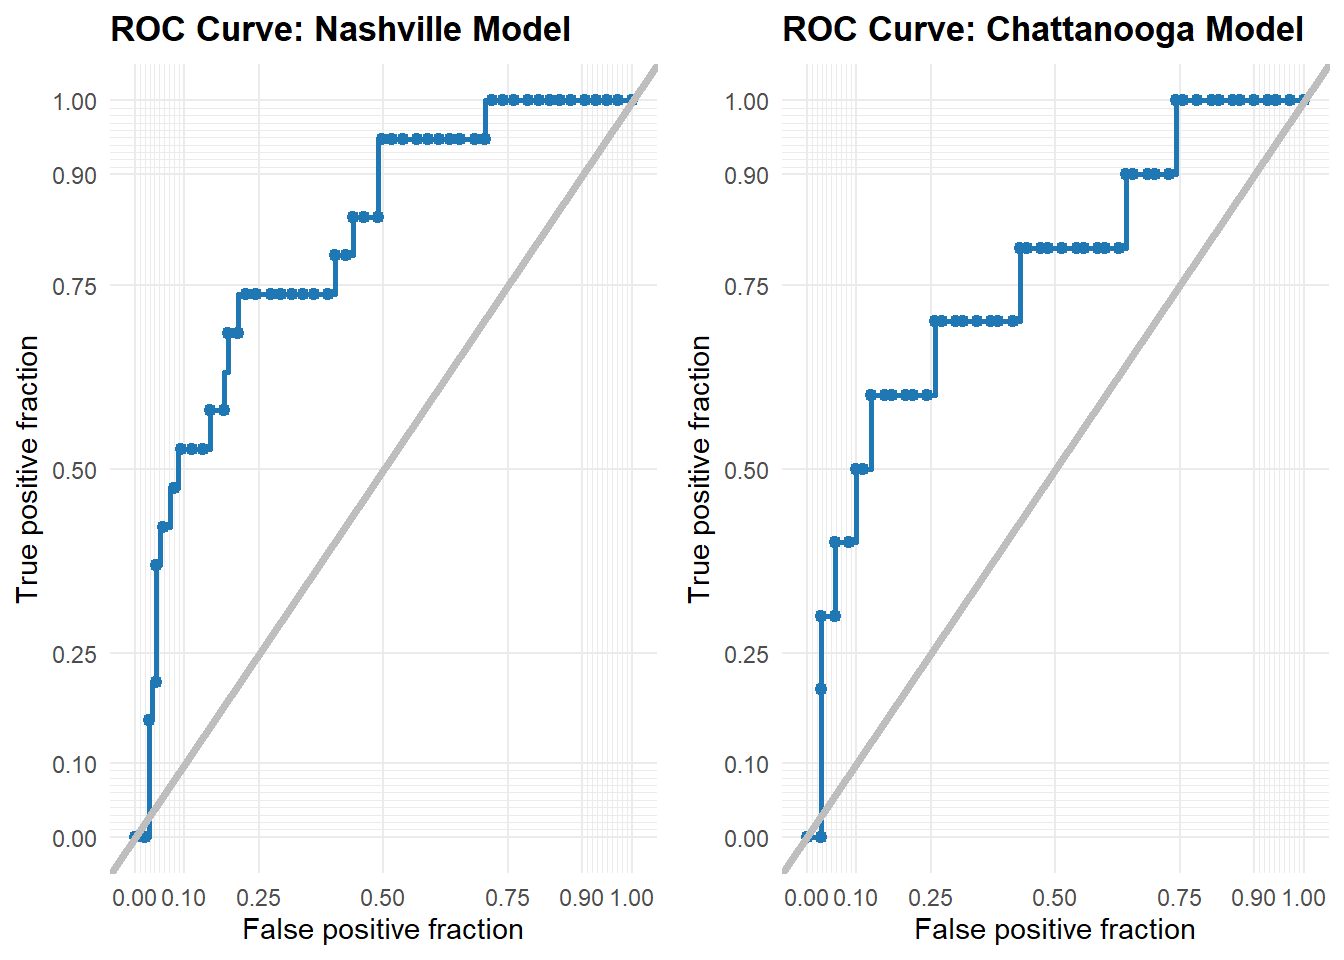 ROC Curve: Nashville Model
1.00
0.90
0.75
0.50
0.25
0.10
0.00
True positive fraction
0.00 0.10 0.25 0.50 0.75 0.90 1.00
False positive fraction
ROC Curve: Chattanooga Model
1.00
0.90
0.75
0.50
0.25
0.10
0.00
True positive fraction
0.00 0.10 0.25 0.50 0.75 0.90 1.00
False positive fraction